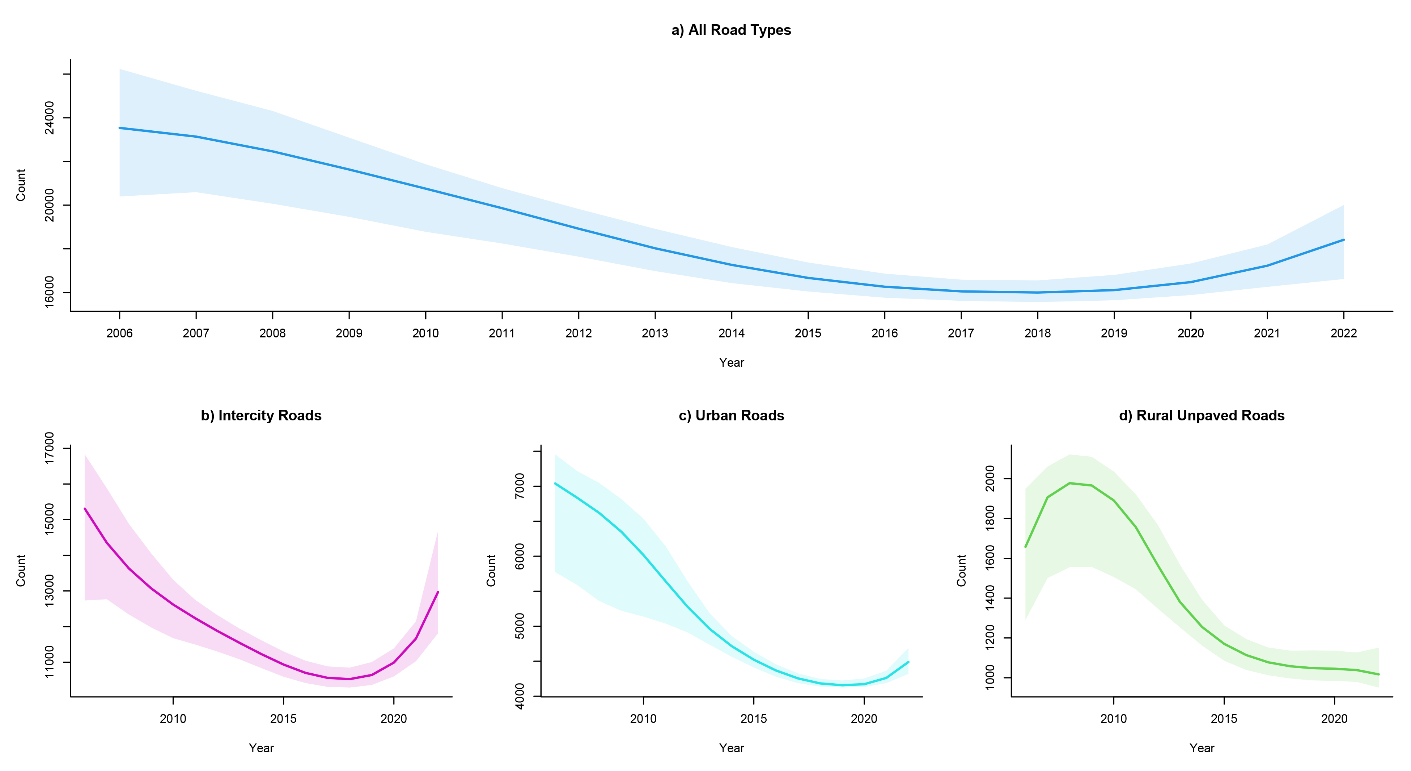 a) All Road Types
Count
24000
20000
16000
2006 2007 2008 2009 2010 2011 2012 2013 2014 2015 2016 2017 2018 2019 2020 2021 2022
Year
b) Intercity Roads
Count
17000
15000
13000
11000
2010 2015 2020
Year
c) Urban Roads
Count
7000
6000
5000
4000
2010 2015 2020
Year
d) Rural Unpaved Roads
Count
2000
1800
1600
1400
1200
1000
2010 2015 2020
Year